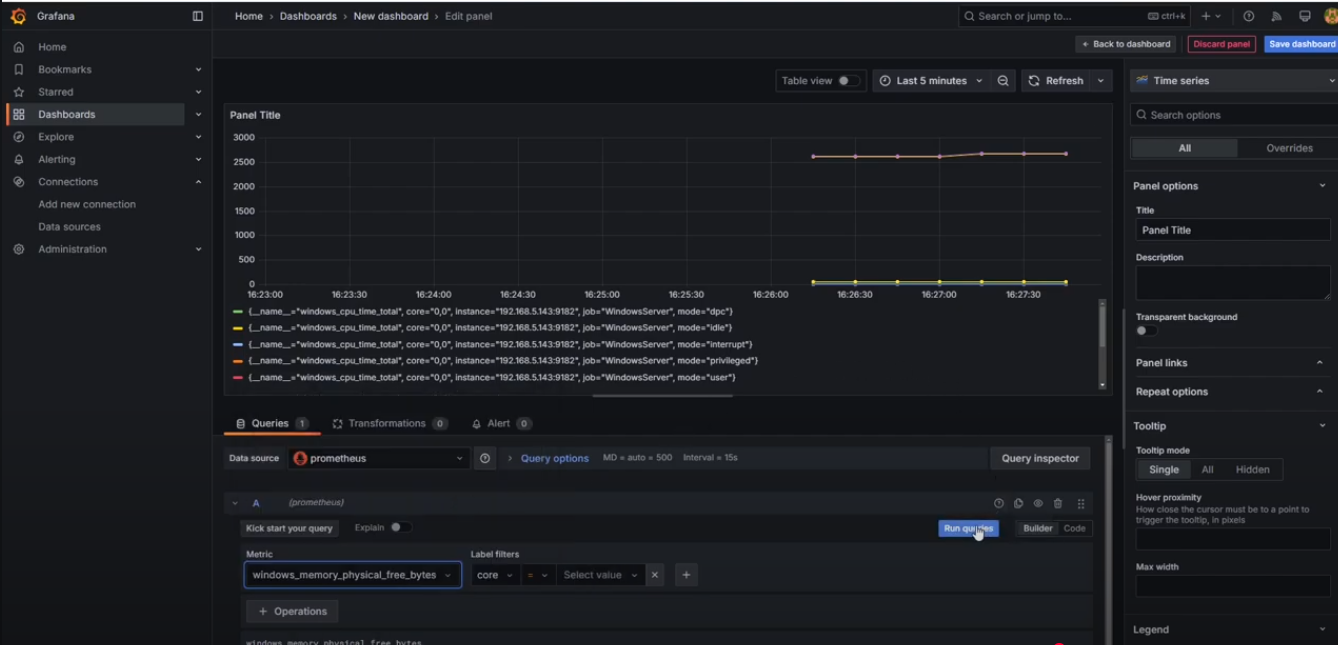 Grafana
Home › Dashboards › New dashboard › Edit panel
Search or jump to...
ctrl+k
Back to dashboard
Discard panel
Save dashboard
Home
Bookmarks
Starred
Dashboards
Explore
Alerting
Connections
Add new connection
Data sources
Administration
Table view
Last 5 minutes
Refresh
Panel Title
3000
2500
2000
1500
1000
500
0
16:23:00 16:23:30 16:24:00 16:24:30 16:25:00 16:25:30 16:26:00 16:26:30 16:27:00 16:27:30
{__name__="windows_cpu_time_total", core="0,0", instance="192.168.5.143:9182", job="WindowsServer", mode="dpc"}
{__name__="windows_cpu_time_total", core="0,0", instance="192.168.5.143:9182", job="WindowsServer", mode="idle"}
{__name__="windows_cpu_time_total", core="0,0", instance="192.168.5.143:9182", job="WindowsServer", mode="interrupt"}
{__name__="windows_cpu_time_total", core="0,0", instance="192.168.5.143:9182", job="WindowsServer", mode="privileged"}
{__name__="windows_cpu_time_total", core="0,0", instance="192.168.5.143:9182", job="WindowsServer", mode="user"}
Queries 1
Transformations 0
Alert 0
Data source
prometheus
Query options
MD = auto = 500
Interval = 15s
Query inspector
A
(prometheus)
Kick start your query
Explain
Run queries
Builder
Code
Metric
Label filters
windows_memory_physical_free_bytes
core
=
Select value
+ Operations
windows_memory_physical_free_bytes
Time series
Search options
All
Overrides
Panel options
Title
Panel Title
Description
Transparent background
Panel links
Repeat options
Tooltip
Tooltip mode
Single
All
Hidden
Hover proximity
How close the cursor must be to a point to
trigger the tooltip, in pixels
Max width
Legend